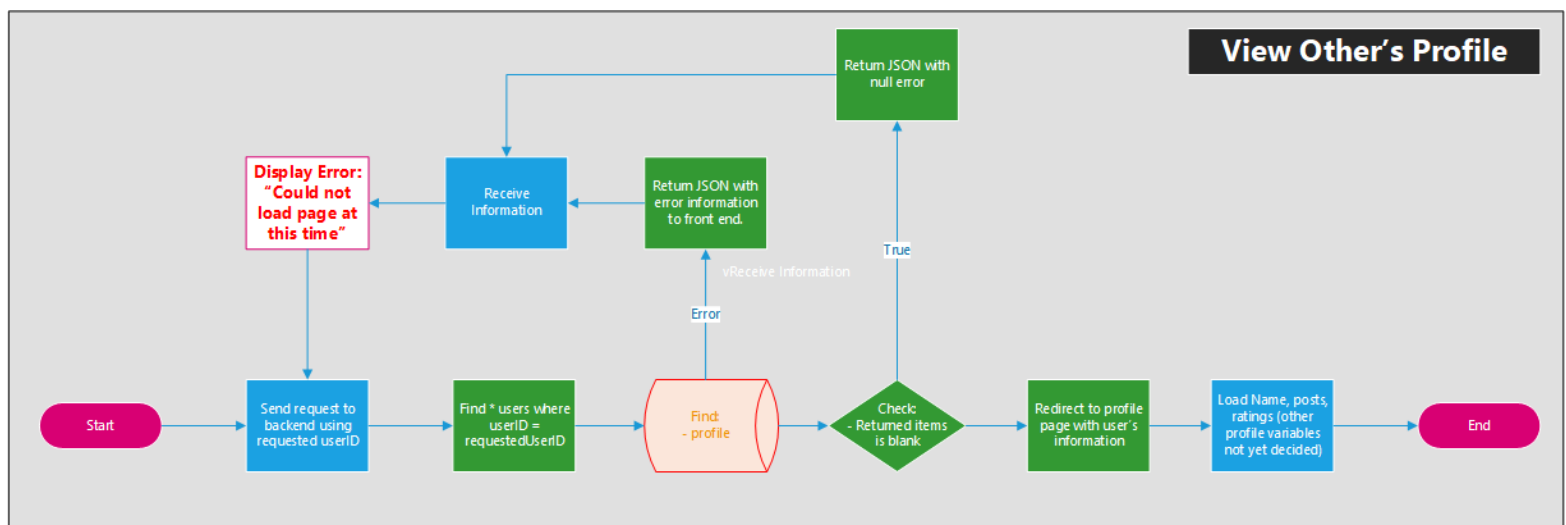 View Other's Profile
Return JSON with
null error
Display Error:
"Could not
load page at
this time"
Receive
Information
Return JSON with
error information
to front end.
True
vReceive Information
Error
Start
Send request to
backend using
requested userID
Find * users where
userID =
requestedUserID
Find:
- profile
Check:
- Returned items
is blank
Redirect to profile
page with user's
information
Load Name, posts,
ratings (other
profile variables
not yet decided)
End